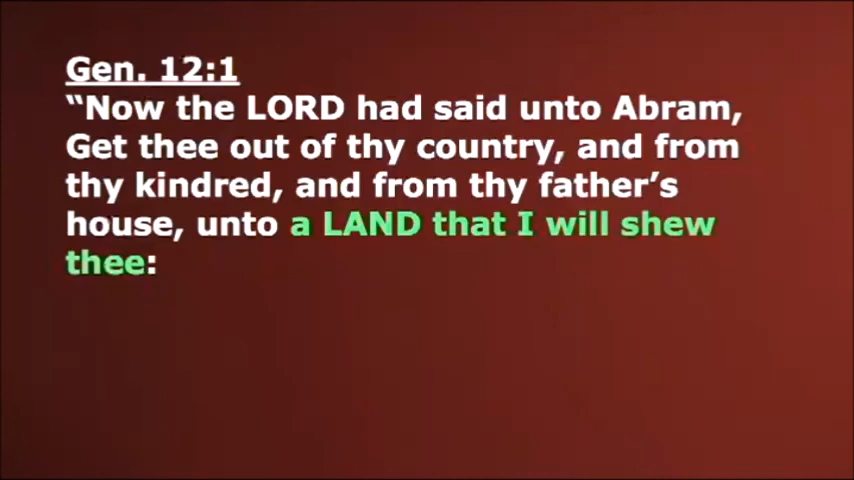 Gen. 12:1
“Now the LORD had said unto Abram,
Get thee out of thy country, and from
thy kindred, and from thy father’s
house, unto a LAND that I will shew
thee: